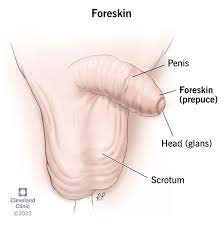 Foreskin
Penis
Foreskin
(prepuce)
Head (glans)
Scrotum
Cleveland
Clinic
©2022